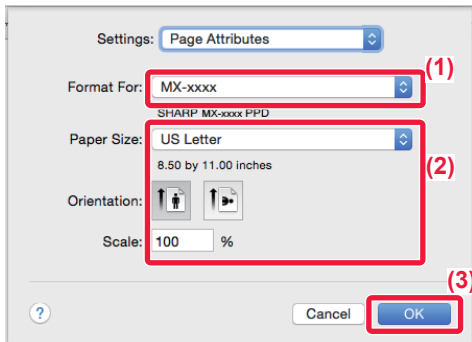 Settings: Page Attributes
(1)
Format For: MX-xxxx
SHARP MX-xxxx PPD
Paper Size: US Letter
(2)
8.50 by 11.00 inches
Orientation:
Scale: 100 %
(3)
? Cancel OK